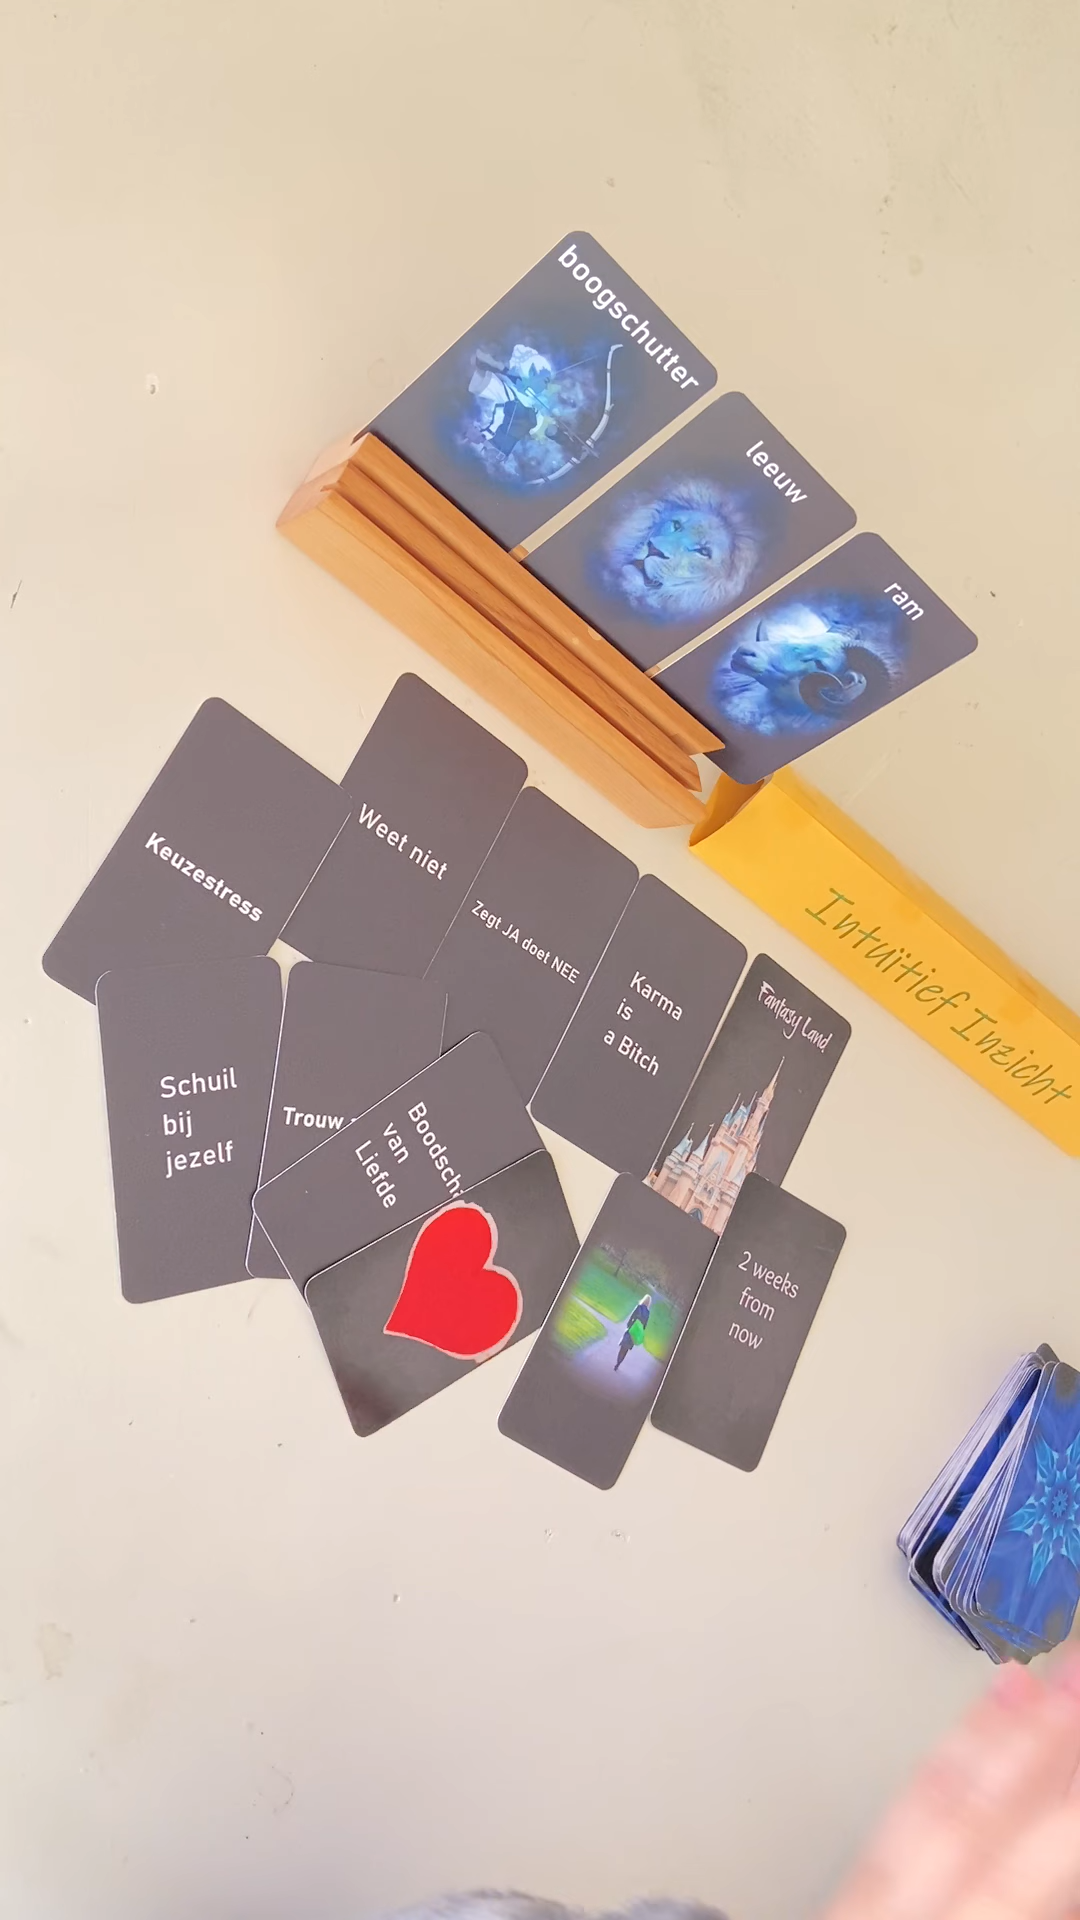 boogschutter
leeuw
ram
Keuzestress
Weet niet
Zegt JA doet NEE
Karma
is
a Bitch
Fantasy Land
Intuïtief Inzicht
Schuil
bij
jezelf
Trouw
van
Liefde
2 weeks
from
now